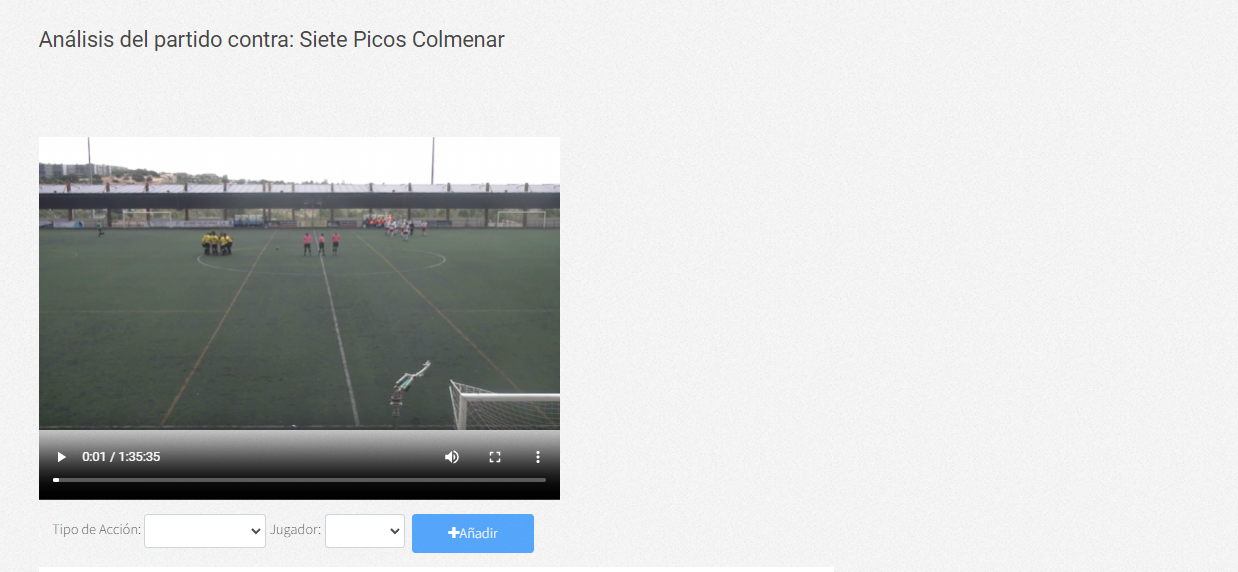 Análisis del partido contra: Siete Picos Colmenar
0:01 / 1:35:35
Tipo de Acción: Jugador: Añadir